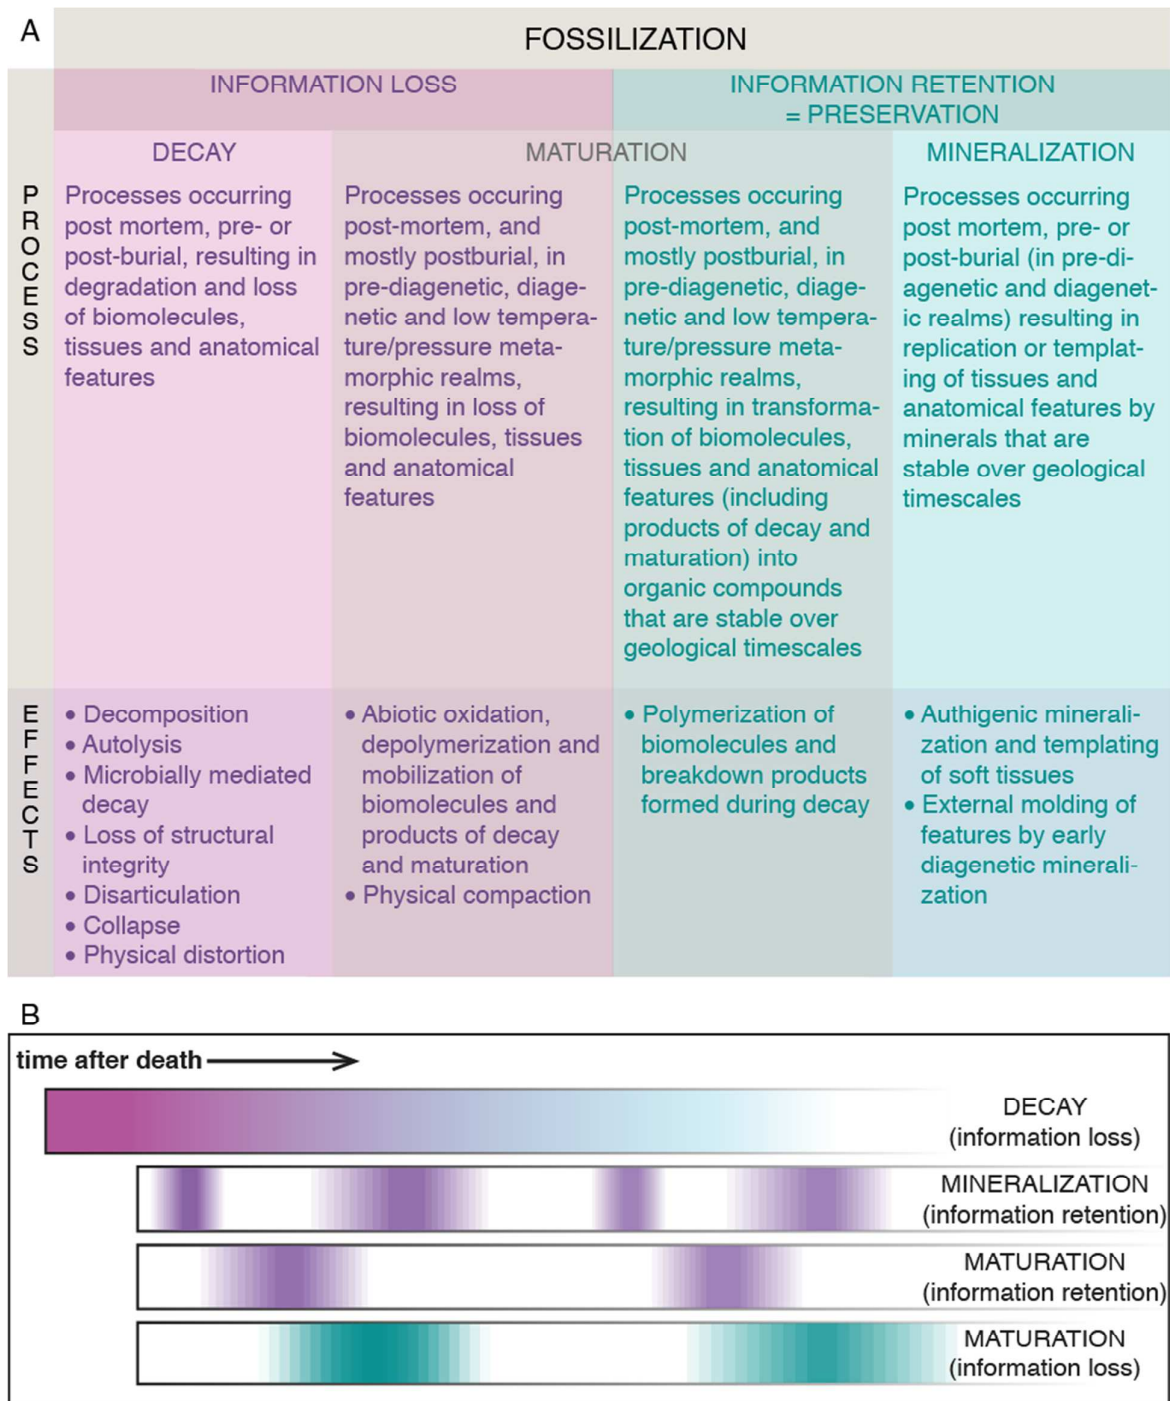 A
FOSSILIZATION
INFORMATION LOSS
INFORMATION RETENTION
= PRESERVATION
DECAY
MATURATION
MINERALIZATION
PROCESS
Processes occurring
post mortem, pre- or
post-burial, resulting in
degradation and loss
of biomolecules,
tissues and anatomical
features
Processes occuring
post-mortem, and
mostly postburial, in
pre-diagenetic, diage-
netic and low tempera-
ture/pressure meta-
morphic realms,
resulting in loss of
biomolecules, tissues
and anatomical
features
Processes occuring
post-mortem, and
mostly postburial, in
pre-diagenetic, diage-
netic and low tempera-
ture/pressure meta-
morphic realms,
resulting in transforma-
tion of biomolecules,
tissues and anatomical
features (including
products of decay and
maturation) into
organic compounds
that are stable over
geological timescales
Processes occurring
post mortem, pre- or
post-burial (in pre-di-
agenetic and diagenet-
ic realms) resulting in
replication or templat-
ing of tissues and
anatomical features by
minerals that are
stable over geological
timescales
EFFECTS
• Decomposition
• Autolysis
• Microbially mediated
decay
• Loss of structural
integrity
• Disarticulation
• Collapse
• Physical distortion
• Abiotic oxidation,
depolymerization and
mobilization of
biomolecules and
products of decay
and maturation
• Physical compaction
• Polymerization of
biomolecules and
breakdown products
formed during decay
• Authigenic minerali-
zation and templating
of soft tissues
• External molding of
features by early
diagenetic minerali-
zation
B
time after death
DECAY
(information loss)
MINERALIZATION
(information retention)
MATURATION
(information retention)
MATURATION
(information loss)